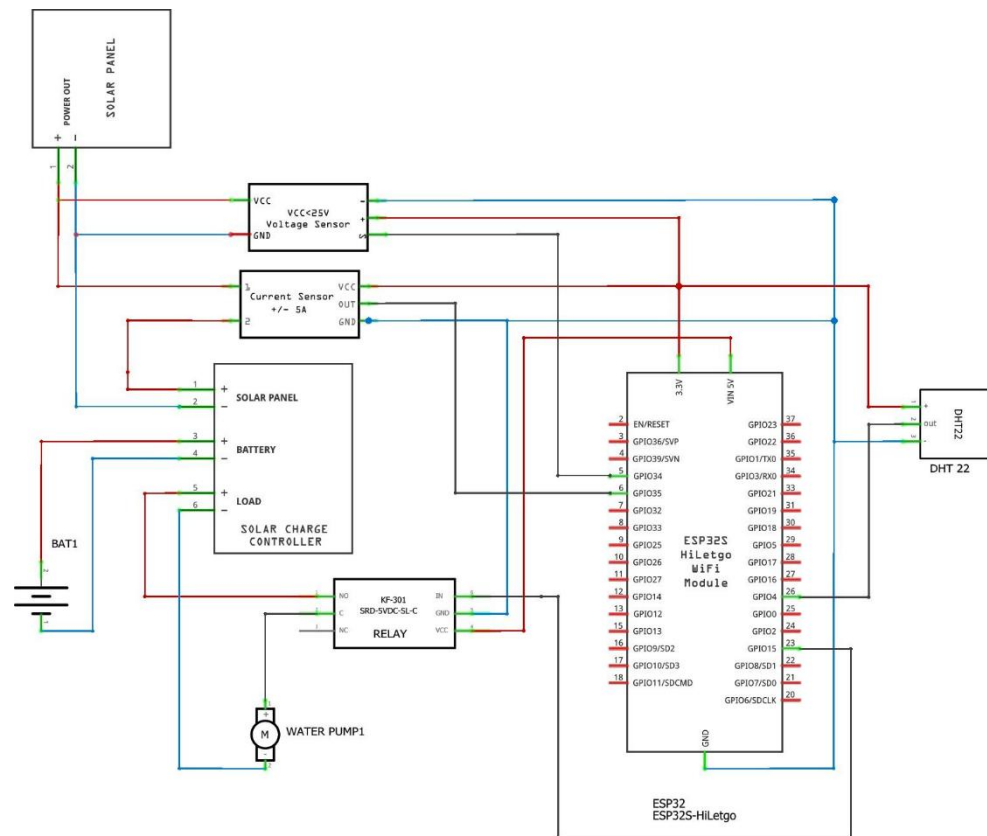 SOLAR PANEL
POWER OUT
+ -
1 2
VCC
GND
VCC<25V
Voltage Sensor
-
+
S
1
2
Current Sensor
+/- 5A
VCC
OUT
GND
1 +
2 -
SOLAR PANEL
3 +
4 -
BATTERY
5 +
6 -
LOAD
SOLAR CHARGE
CONTROLLER
BAT1
2
1
NO
C
NC
KF-301
SRD-5VDC-SL-C
RELAY
IN
GND
VCC
+
M
-
WATER PUMP1
3.3V
VIN 5V
2 EN/RESET
3 GPIO36/SVP
4 GPIO39/SVN
5 GPIO34
6 GPIO35
7 GPIO32
8 GPIO33
9 GPIO25
10 GPIO26
11 GPIO27
12 GPIO14
13 GPIO12
15 GPIO13
16 GPIO9/SD2
17 GPIO10/SD3
18 GPIO11/SDCMD
ESP32S
HiLetgo
WiFi
Module
GPIO23 37
GPIO22 36
GPIO1/TX0 35
GPIO3/RX0 34
GPIO21 33
GPIO19 31
GPIO18 30
GPIO5 29
GPIO17 28
GPIO16 27
GPIO4 26
GPIO0 25
GPIO2 24
GPIO15 23
GPIO8/SD1 22
GPIO7/SD0 21
GPIO6/SDCLK 20
GND
1 +
2 out
3 -
DHT22
DHT 22
ESP32
ESP32S-HiLetgo